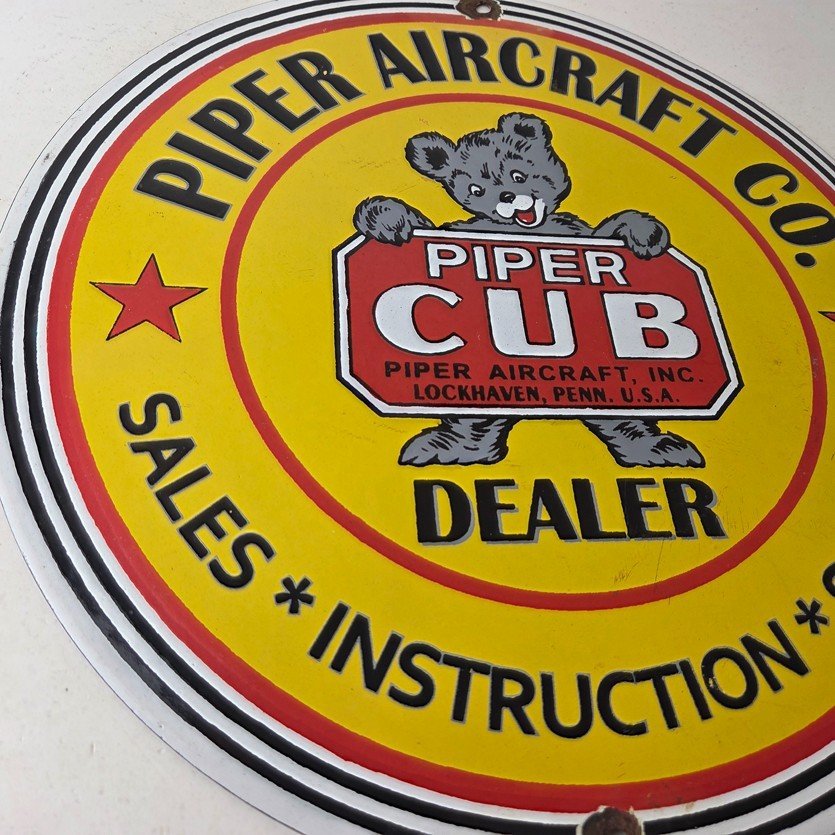 PIPER AIRCRAFT CO.
PIPER
CUB
PIPER AIRCRAFT, INC.
LOCKHAVEN, PENN. U.S.A.
DEALER
SALES * INSTRUCTION *